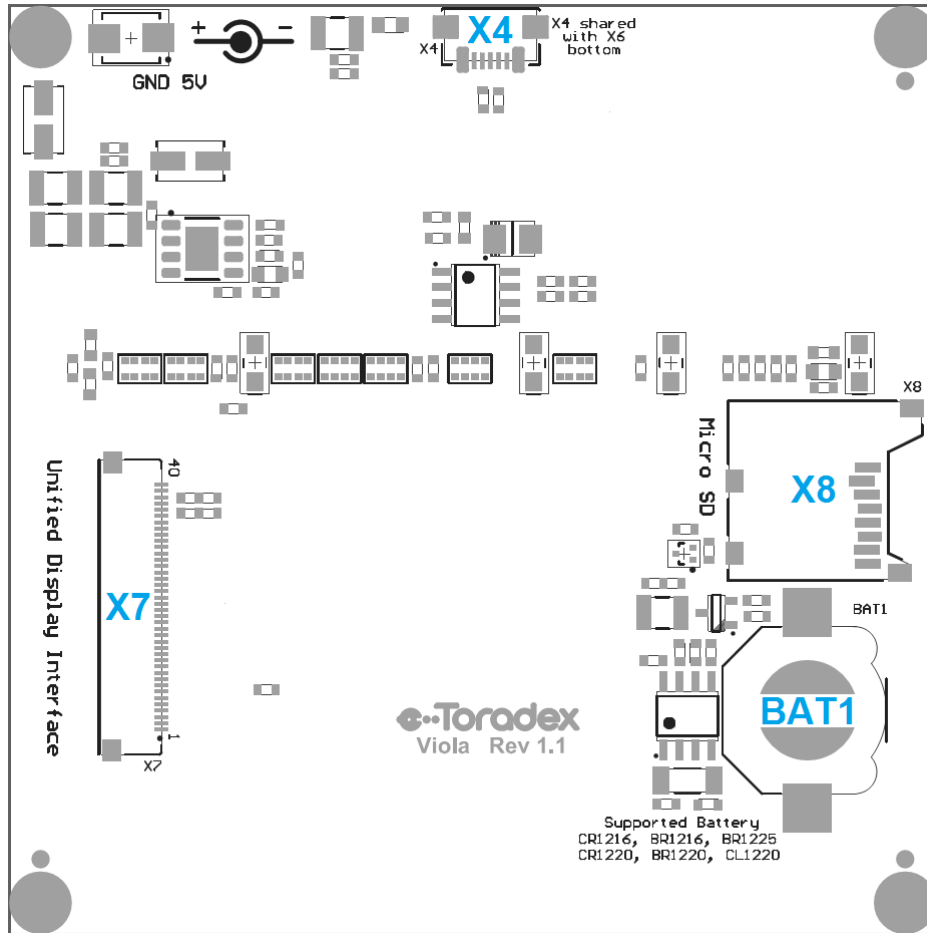 + -
GND 5V
X4
X4
X4 shared
with X6
bottom
X8
Micro SD
X8
Unified Display Interface
40
X7
1
X7
BAT1
BAT1
Toradex
Viola Rev 1.1
Supported Battery
CR1216, BR1216, BR1225
CR1220, BR1220, CL1220